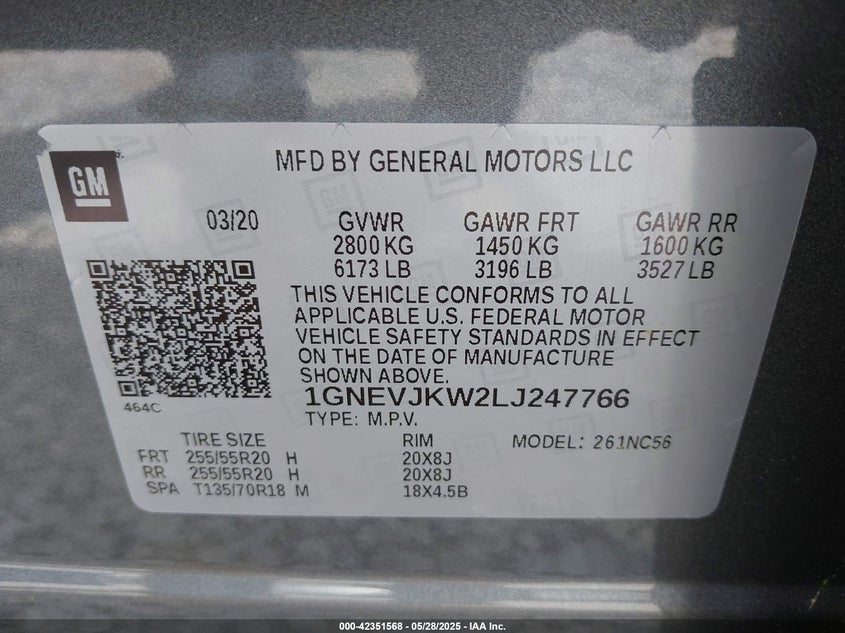 GM
MFD BY GENERAL MOTORS LLC
03/20 GVWR GAWR FRT GAWR RR
2800 KG 1450 KG 1600 KG
6173 LB 3196 LB 3527 LB
THIS VEHICLE CONFORMS TO ALL
APPLICABLE U.S. FEDERAL MOTOR
VEHICLE SAFETY STANDARDS IN EFFECT
ON THE DATE OF MANUFACTURE
SHOWN ABOVE.
1GNEVJKW2LJ247766
464C
TYPE: M.P.V.
TIRE SIZE RIM MODEL: 261NC56
FRT 255/55R20 H 20X8J
RR 255/55R20 H 20X8J
SPA T135/70R18 M 18X4.5B
000-42351568 - 05/28/2025 - IAA Inc.